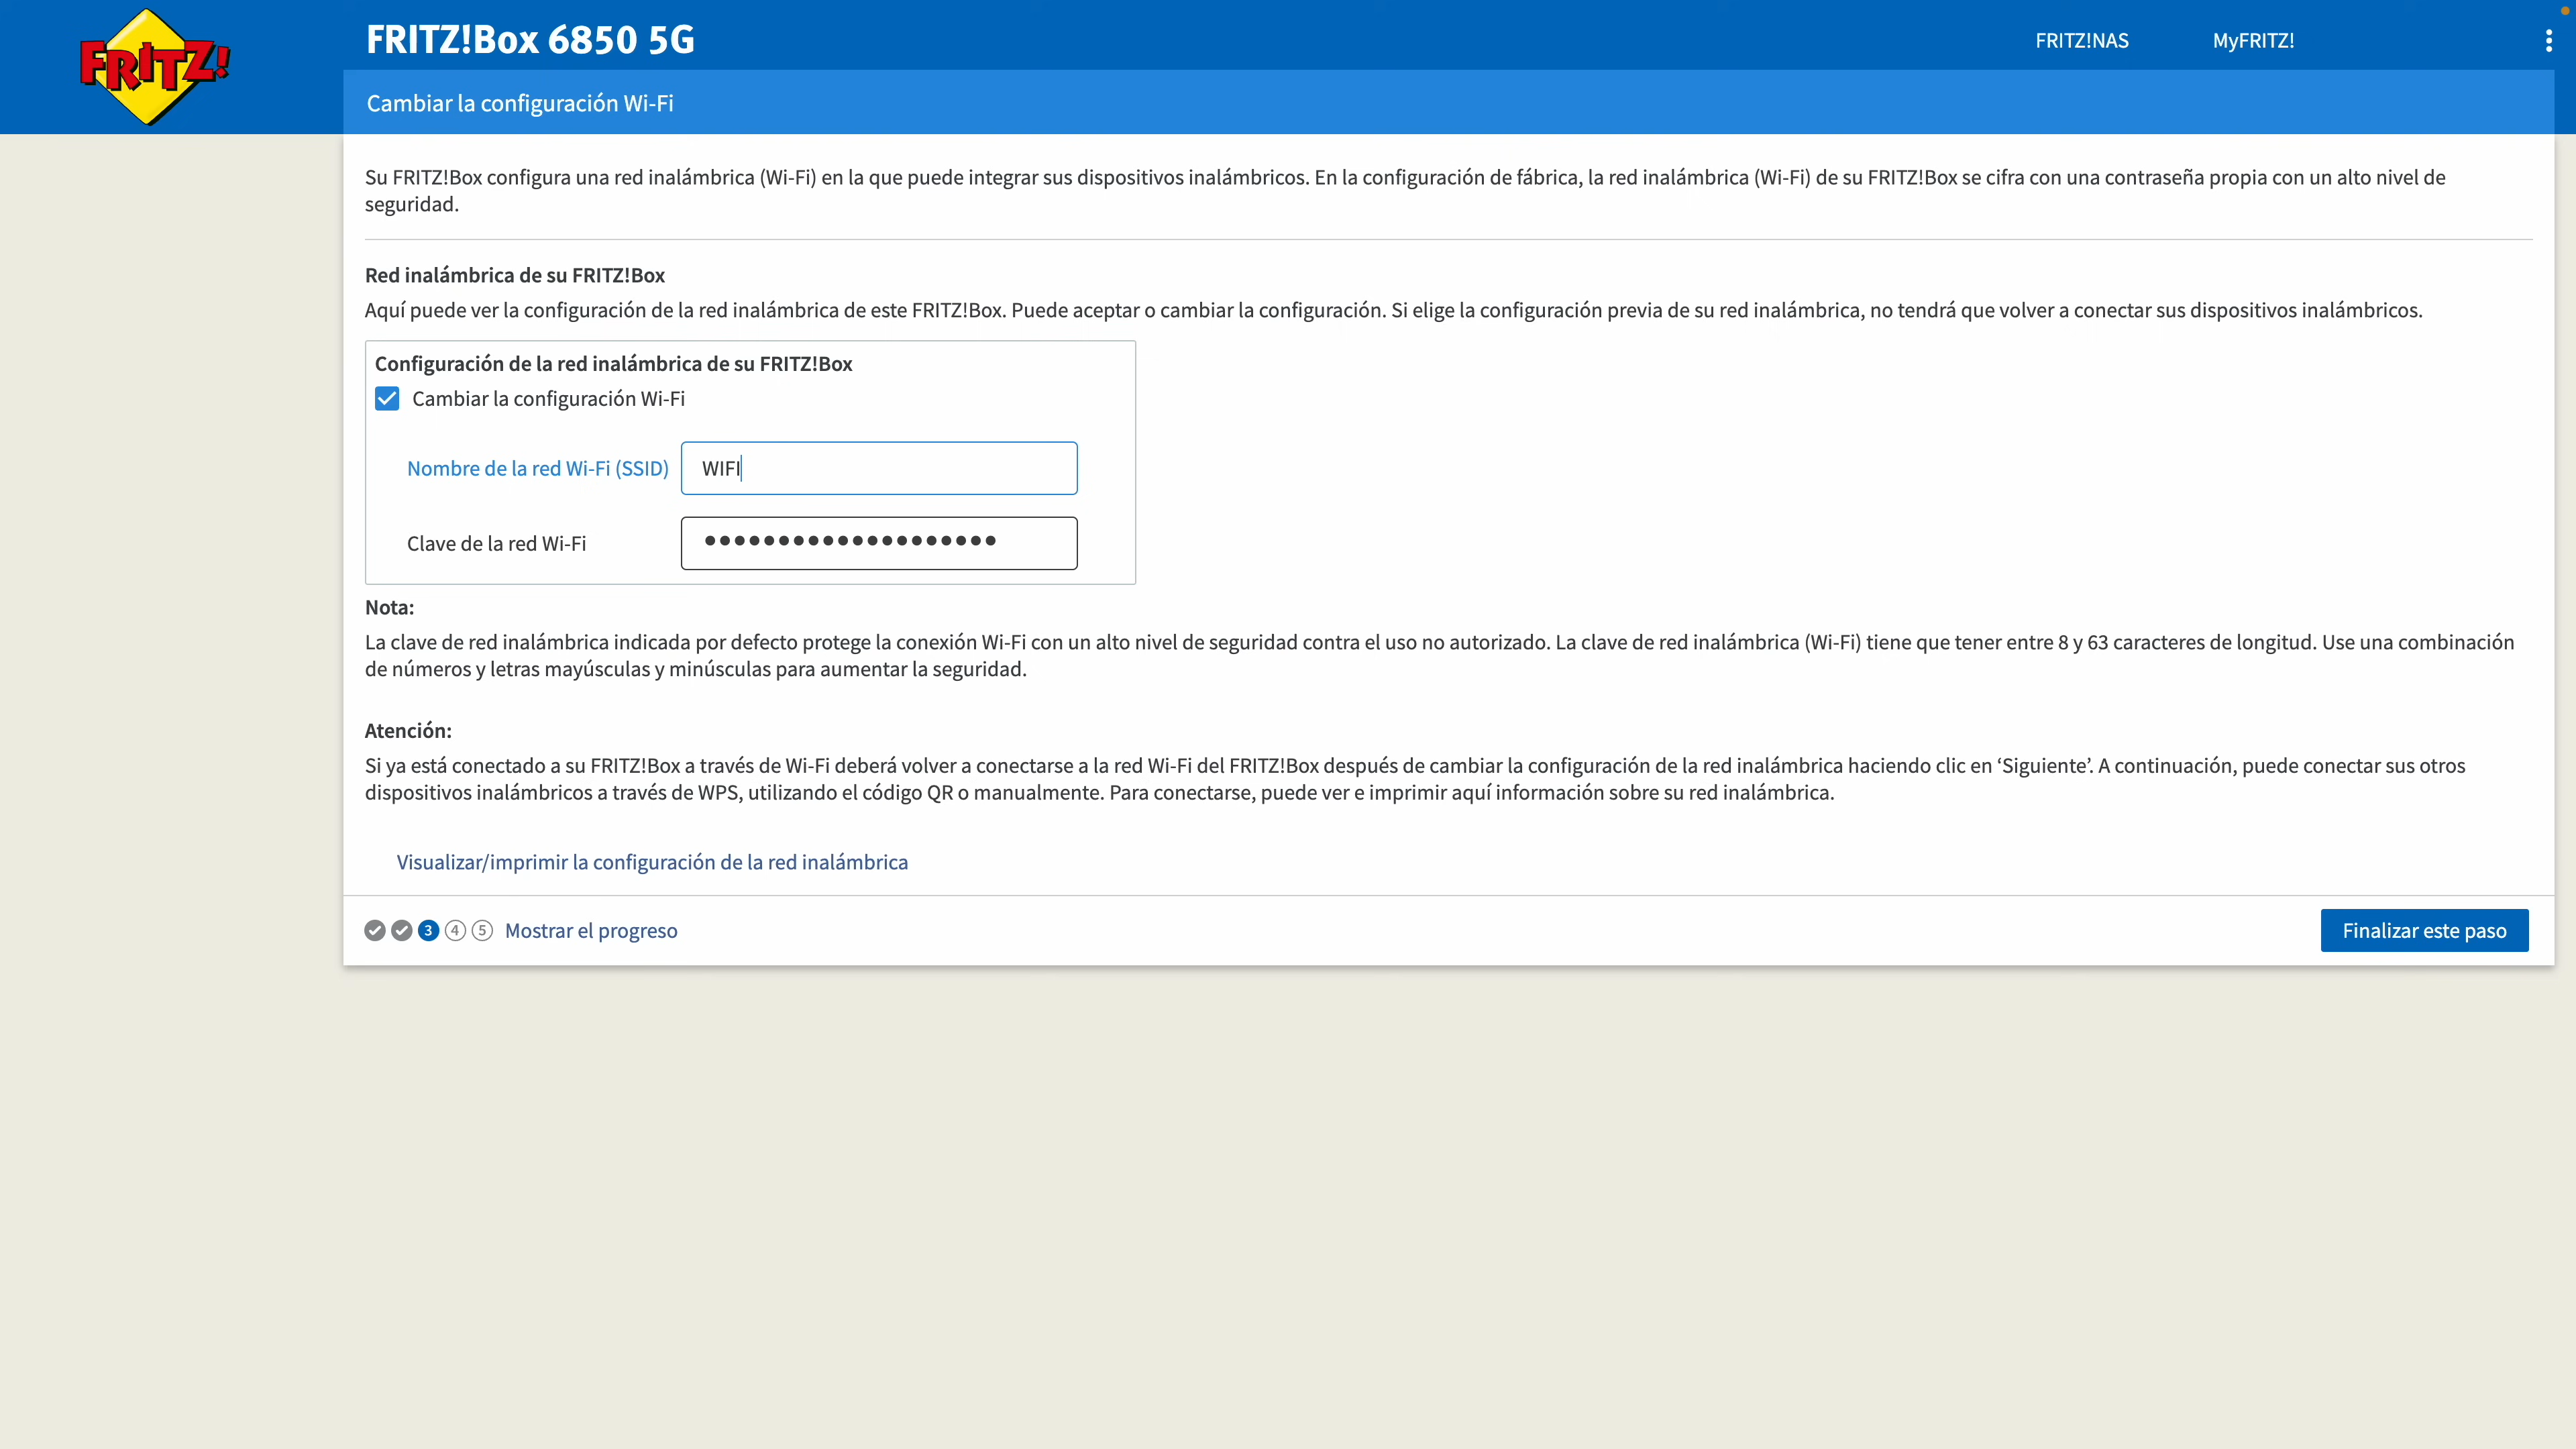 FRITZ!
FRITZ!Box 6850 5G
FRITZ!NAS
MyFRITZ!
Cambiar la configuración Wi-Fi
Su FRITZ!Box configura una red inalámbrica (Wi-Fi) en la que puede integrar sus dispositivos inalámbricos. En la configuración de fábrica, la red inalámbrica (Wi-Fi) de su FRITZ!Box se cifra con una contraseña propia con un alto nivel de
seguridad.
Red inalámbrica de su FRITZ!Box
Aquí puede ver la configuración de la red inalámbrica de este FRITZ!Box. Puede aceptar o cambiar la configuración. Si elige la configuración previa de su red inalámbrica, no tendrá que volver a conectar sus dispositivos inalámbricos.
Configuración de la red inalámbrica de su FRITZ!Box
Cambiar la configuración Wi-Fi
Nombre de la red Wi-Fi (SSID)
WIFI
Clave de la red Wi-Fi
••••••••••••••••••••
Nota:
La clave de red inalámbrica indicada por defecto protege la conexión Wi-Fi con un alto nivel de seguridad contra el uso no autorizado. La clave de red inalámbrica (Wi-Fi) tiene que tener entre 8 y 63 caracteres de longitud. Use una combinación
de números y letras mayúsculas y minúsculas para aumentar la seguridad.
Atención:
Si ya está conectado a su FRITZ!Box a través de Wi-Fi deberá volver a conectarse a la red Wi-Fi del FRITZ!Box después de cambiar la configuración de la red inalámbrica haciendo clic en ‘Siguiente’. A continuación, puede conectar sus otros
dispositivos inalámbricos a través de WPS, utilizando el código QR o manualmente. Para conectarse, puede ver e imprimir aquí información sobre su red inalámbrica.
Visualizar/imprimir la configuración de la red inalámbrica
3 4 5 Mostrar el progreso
Finalizar este paso